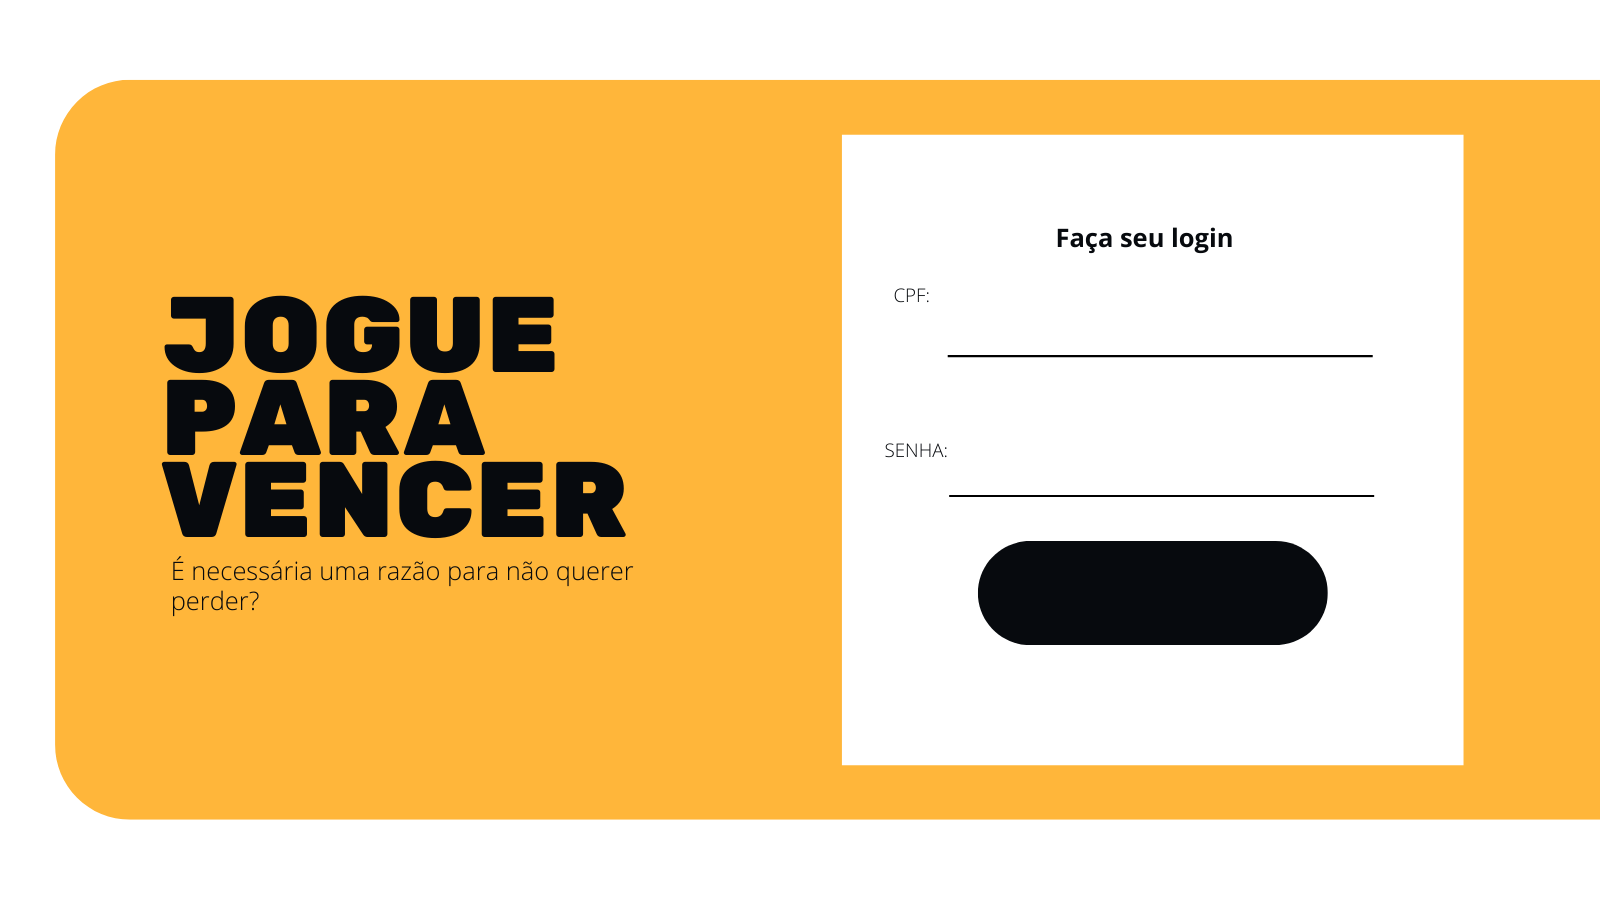 JOGUE
PARA
VENCER
É necessária uma razão para não querer
perder?
Faça seu login
CPF:
SENHA: